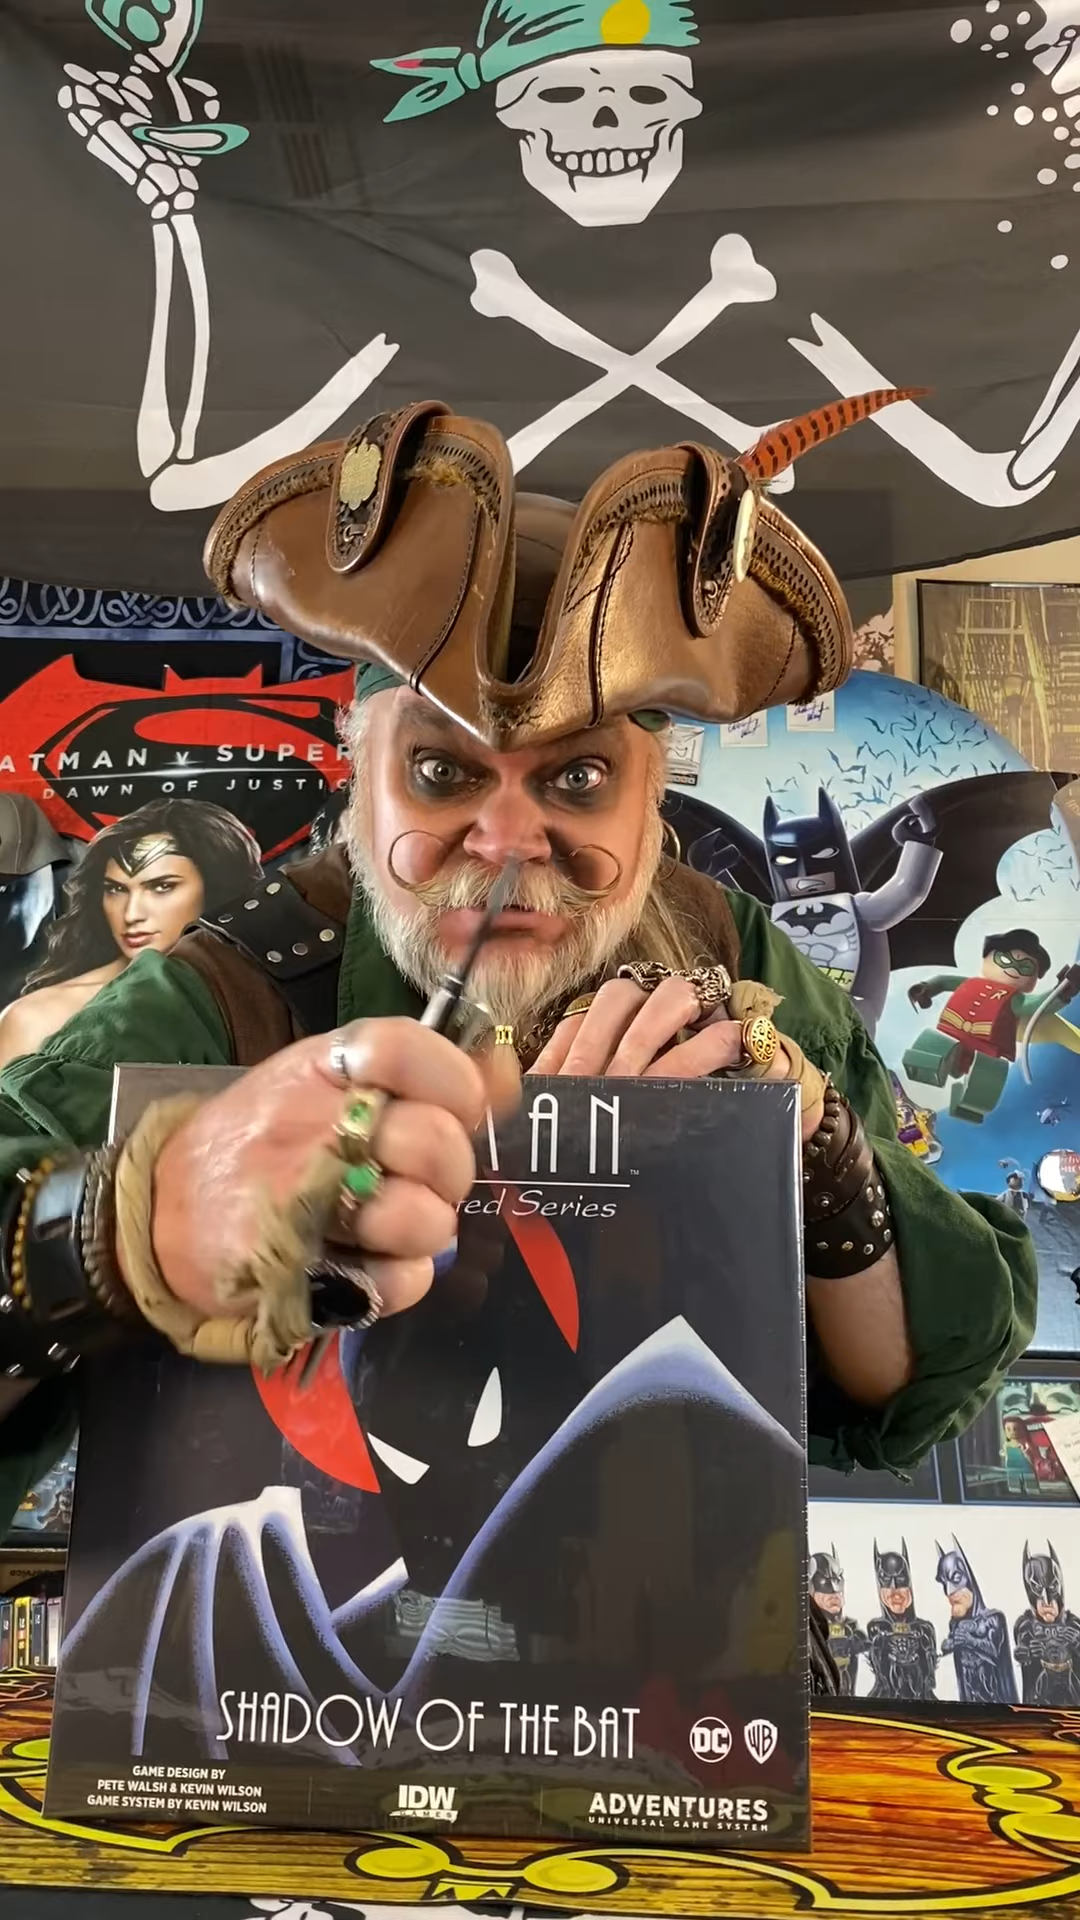 ATMAN v SUPER
DAWN OF JUSTIC
MAN
ted Series
SHADOW OF THE BAT
DC
WB
GAME DESIGN BY
PETE WALSH & KEVIN WILSON
GAME SYSTEM BY KEVIN WILSON
IDW
GAMES
ADVENTURES
UNIVERSAL GAME SYSTEM